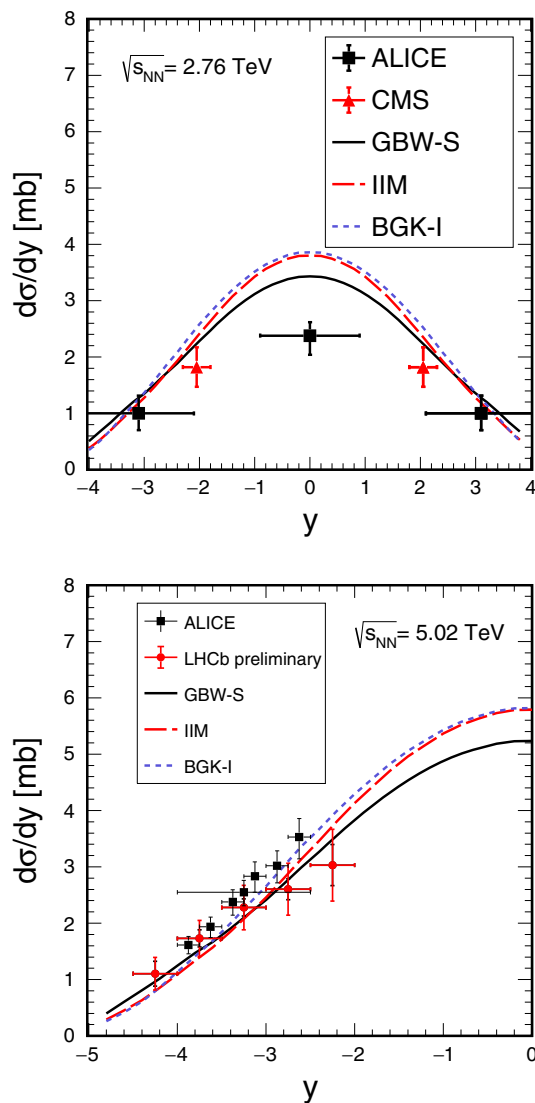 8
7
6
5
4
3
2
1
0
dσ/dy [mb]
√s_NN = 2.76 TeV
ALICE
CMS
GBW-S
IIM
BGK-I
−4 −3 −2 −1 0 1 2 3 4
y
8
7
6
5
4
3
2
1
0
dσ/dy [mb]
ALICE
LHCb preliminary
GBW-S
IIM
BGK-I
√s_NN = 5.02 TeV
−5 −4 −3 −2 −1 0
y